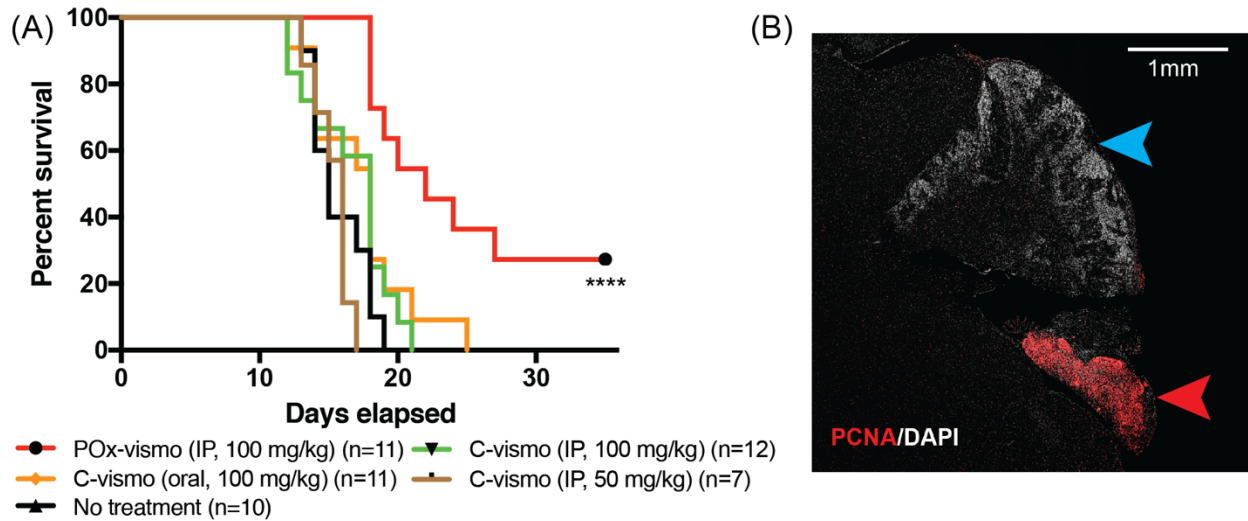 (A)
Percent survival
100
80
60
40
20
0
0 10 20 30
Days elapsed
****
POx-vismo (IP, 100 mg/kg) (n=11)
C-vismo (IP, 100 mg/kg) (n=12)
C-vismo (oral, 100 mg/kg) (n=11)
C-vismo (IP, 50 mg/kg) (n=7)
No treatment (n=10)
(B)
1mm
PCNA/DAPI